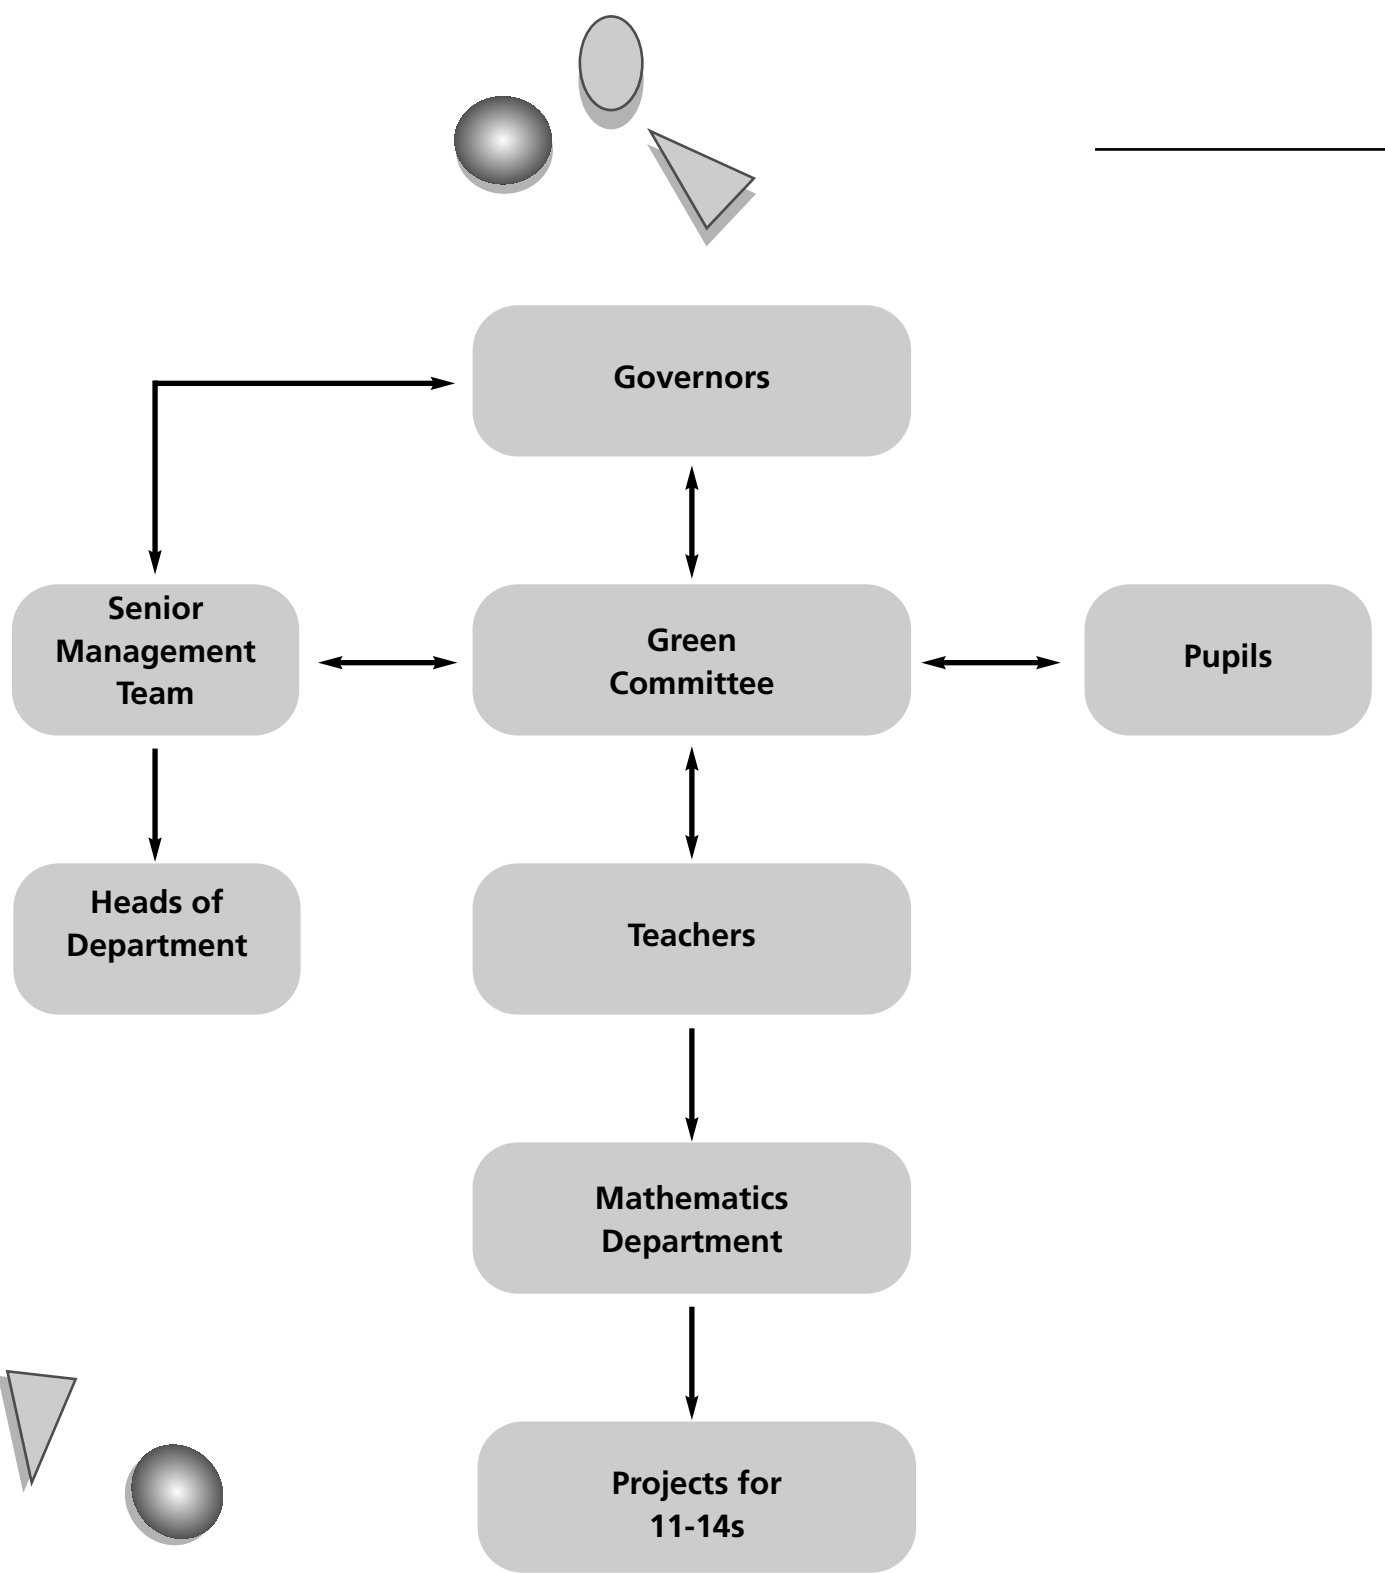 Governors
Senior
Management
Team
Green
Committee
Pupils
Heads of
Department
Teachers
Mathematics
Department
Projects for
11-14s